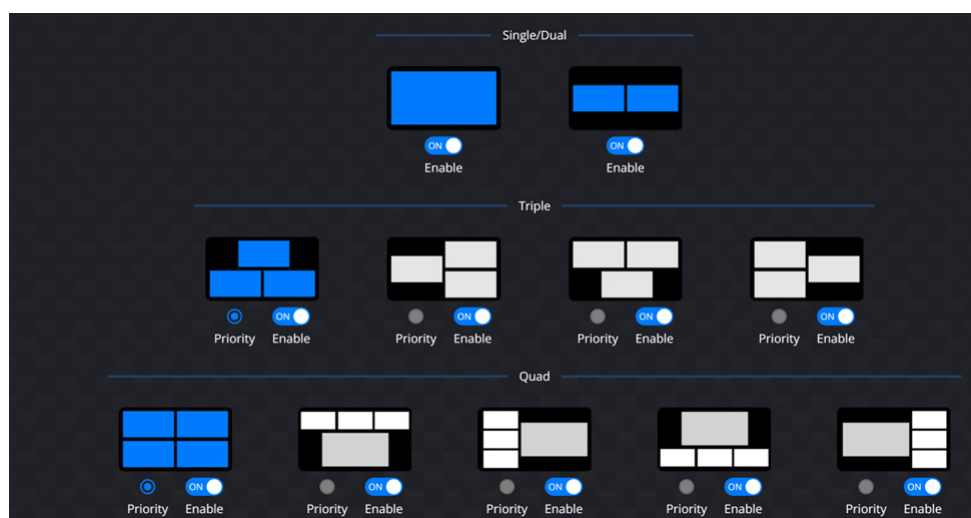 Single/Dual
ON ON
Enable Enable
Triple
ON ON ON ON
Priority Enable Priority Enable Priority Enable Priority Enable
Quad
ON ON ON ON ON
Priority Enable Priority Enable Priority Enable Priority Enable Priority Enable